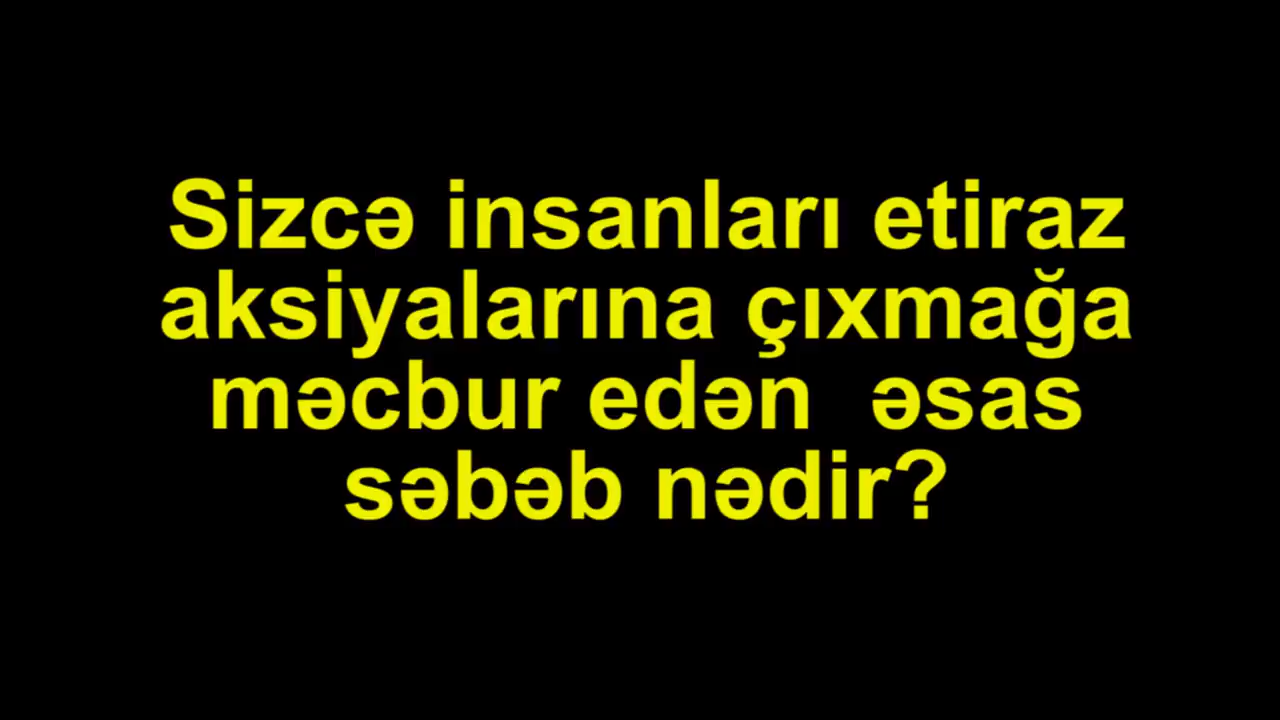 Sizcə insanları etiraz
aksiyalarına çıxmağa
məcbur edən  əsas
səbəb nədir?